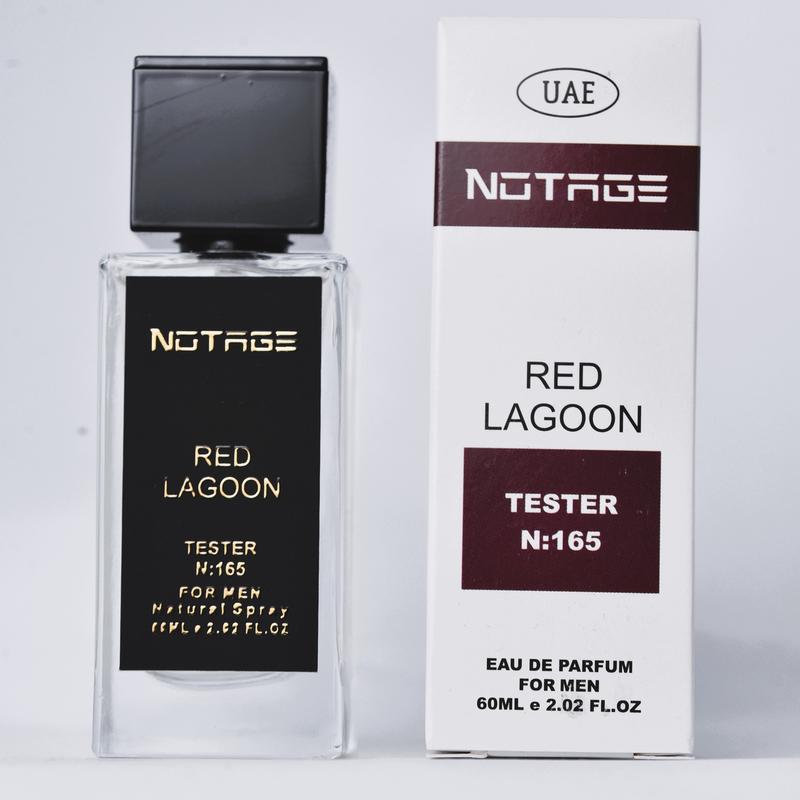 NOTAGE
RED
LAGOON
TESTER
N:165
FOR MEN
Natural Spray
60ML e 2.02 FL.OZ
UAE
NOTAGE
RED
LAGOON
TESTER
N:165
EAU DE PARFUM
FOR MEN
60ML e 2.02 FL.OZ